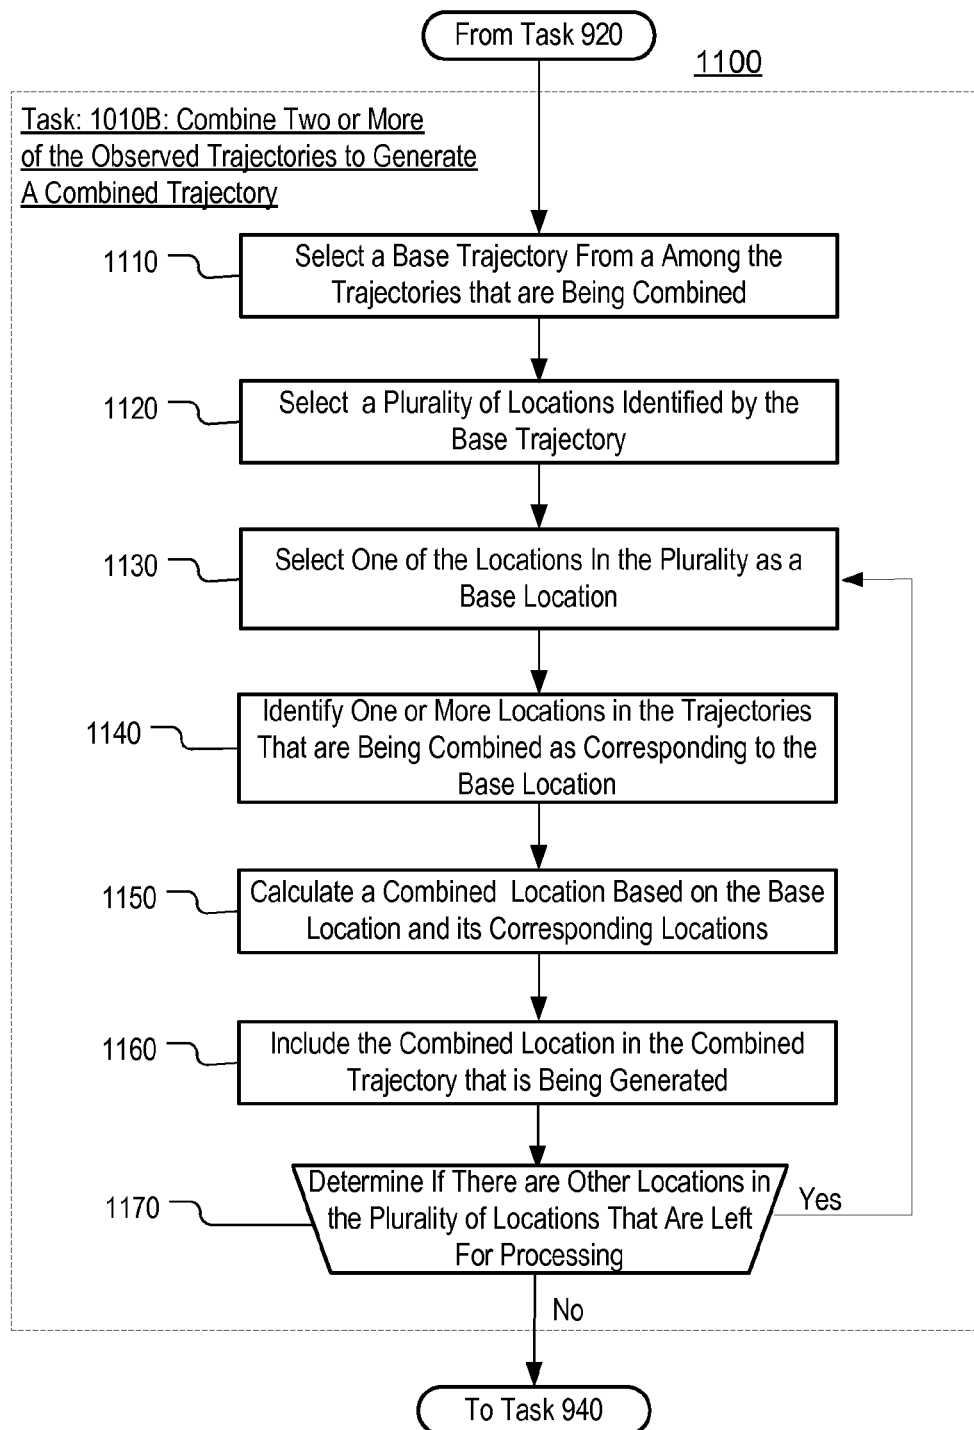 From Task 920
1100
Task: 1010B: Combine Two or More
of the Observed Trajectories to Generate
A Combined Trajectory
1110
Select a Base Trajectory From a Among the
Trajectories that are Being Combined
1120
Select a Plurality of Locations Identified by the
Base Trajectory
1130
Select One of the Locations In the Plurality as a
Base Location
1140
Identify One or More Locations in the Trajectories
That are Being Combined as Corresponding to the
Base Location
1150
Calculate a Combined Location Based on the Base
Location and its Corresponding Locations
1160
Include the Combined Location in the Combined
Trajectory that is Being Generated
1170
Determine If There are Other Locations in
the Plurality of Locations That Are Left
For Processing
Yes
No
To Task 940